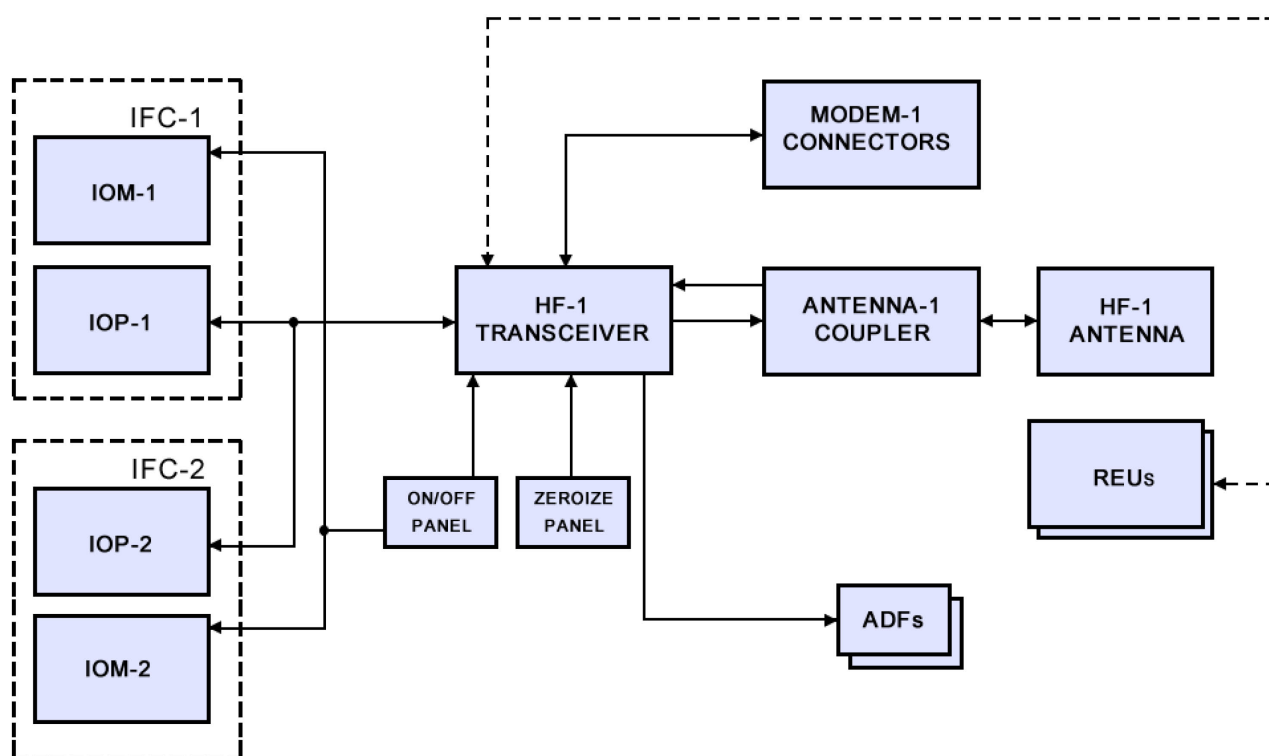 IFC-1
IOM-1
IOP-1
IFC-2
IOP-2
IOM-2
MODEM-1
CONNECTORS
HF-1
TRANSCEIVER
ANTENNA-1
COUPLER
HF-1
ANTENNA
ON/OFF
PANEL
ZEROIZE
PANEL
REUs
ADFs